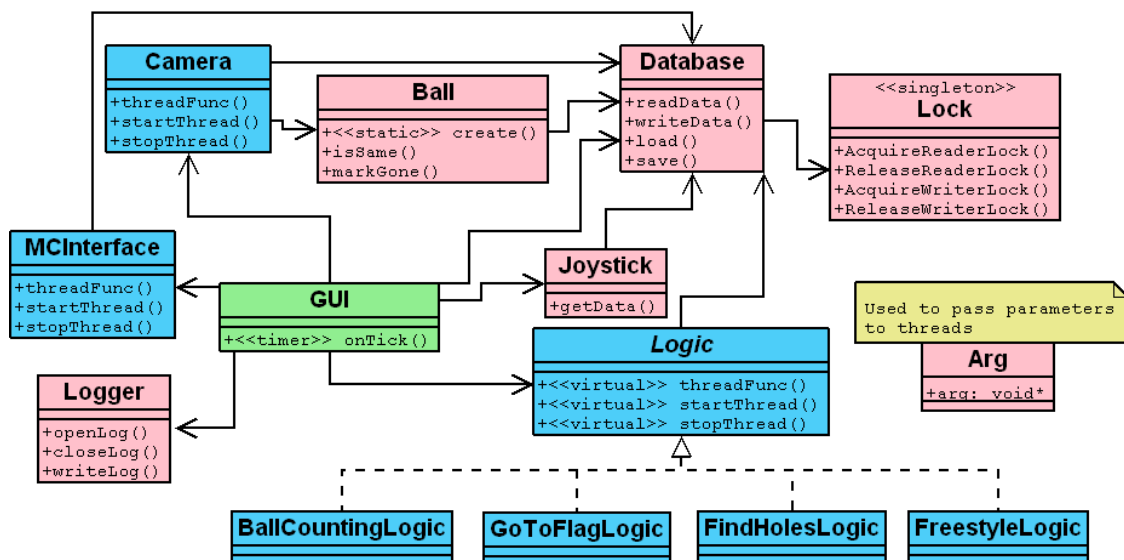 Camera
+threadFunc()
+startThread()
+stopThread()
Ball
+<<static>> create()
+isSame()
+markGone()
Database
+readData()
+writeData()
+load()
+save()
<<singleton>>
Lock
+AcquireReaderLock()
+ReleaseReaderLock()
+AcquireWriterLock()
+ReleaseWriterLock()
MCInterface
+threadFunc()
+startThread()
+stopThread()
GUI
+<<timer>> onTick()
Joystick
+getData()
Logic
+<<virtual>> threadFunc()
+<<virtual>> startThread()
+<<virtual>> stopThread()
Used to pass parameters
to threads
Arg
+arg: void*
Logger
+openLog()
+closeLog()
+writeLog()
BallCountingLogic
GoToFlagLogic
FindHolesLogic
FreestyleLogic